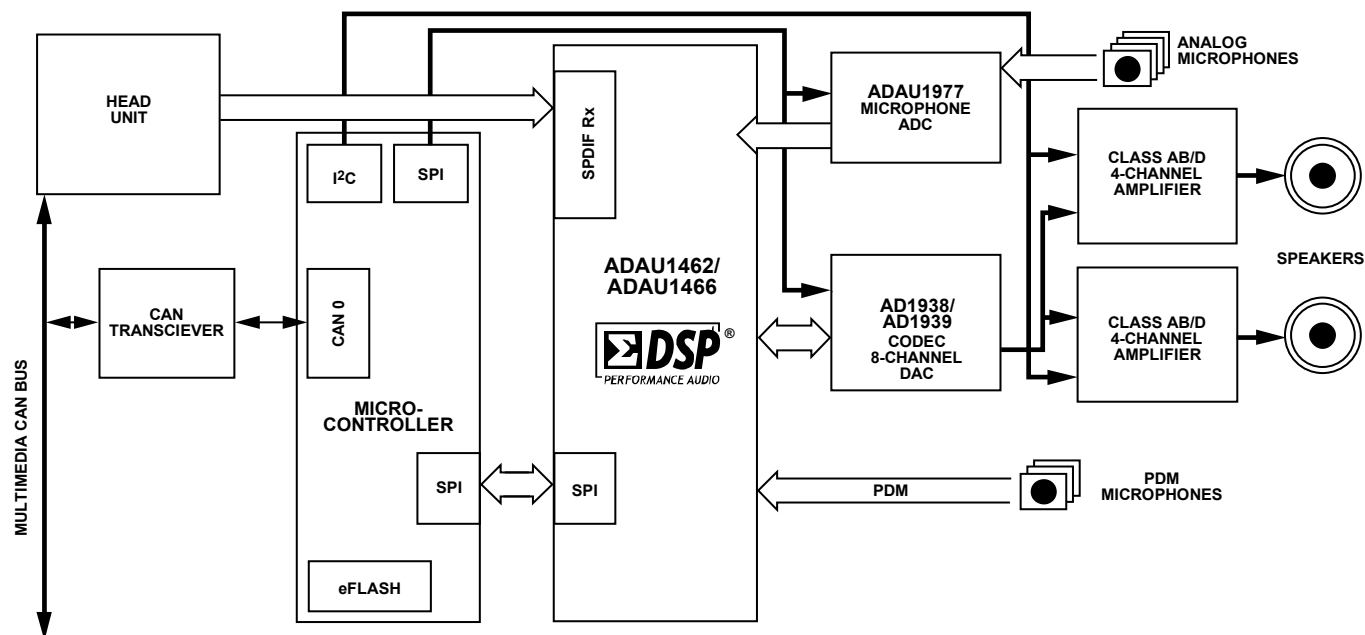 HEAD
UNIT
I²C
SPI
SPDIF Rx
ADAU1977
MICROPHONE
ADC
ANALOG
MICROPHONES
CLASS AB/D
4-CHANNEL
AMPLIFIER
SPEAKERS
ADAU1462/
ADAU1466
ΣDSP®
PERFORMANCE AUDIO
CAN
TRANSCIEVER
CAN 0
MICRO-
CONTROLLER
AD1938/
AD1939
CODEC
8-CHANNEL
DAC
CLASS AB/D
4-CHANNEL
AMPLIFIER
MULTIMEDIA CAN BUS
SPI
SPI
PDM
PDM
MICROPHONES
eFLASH